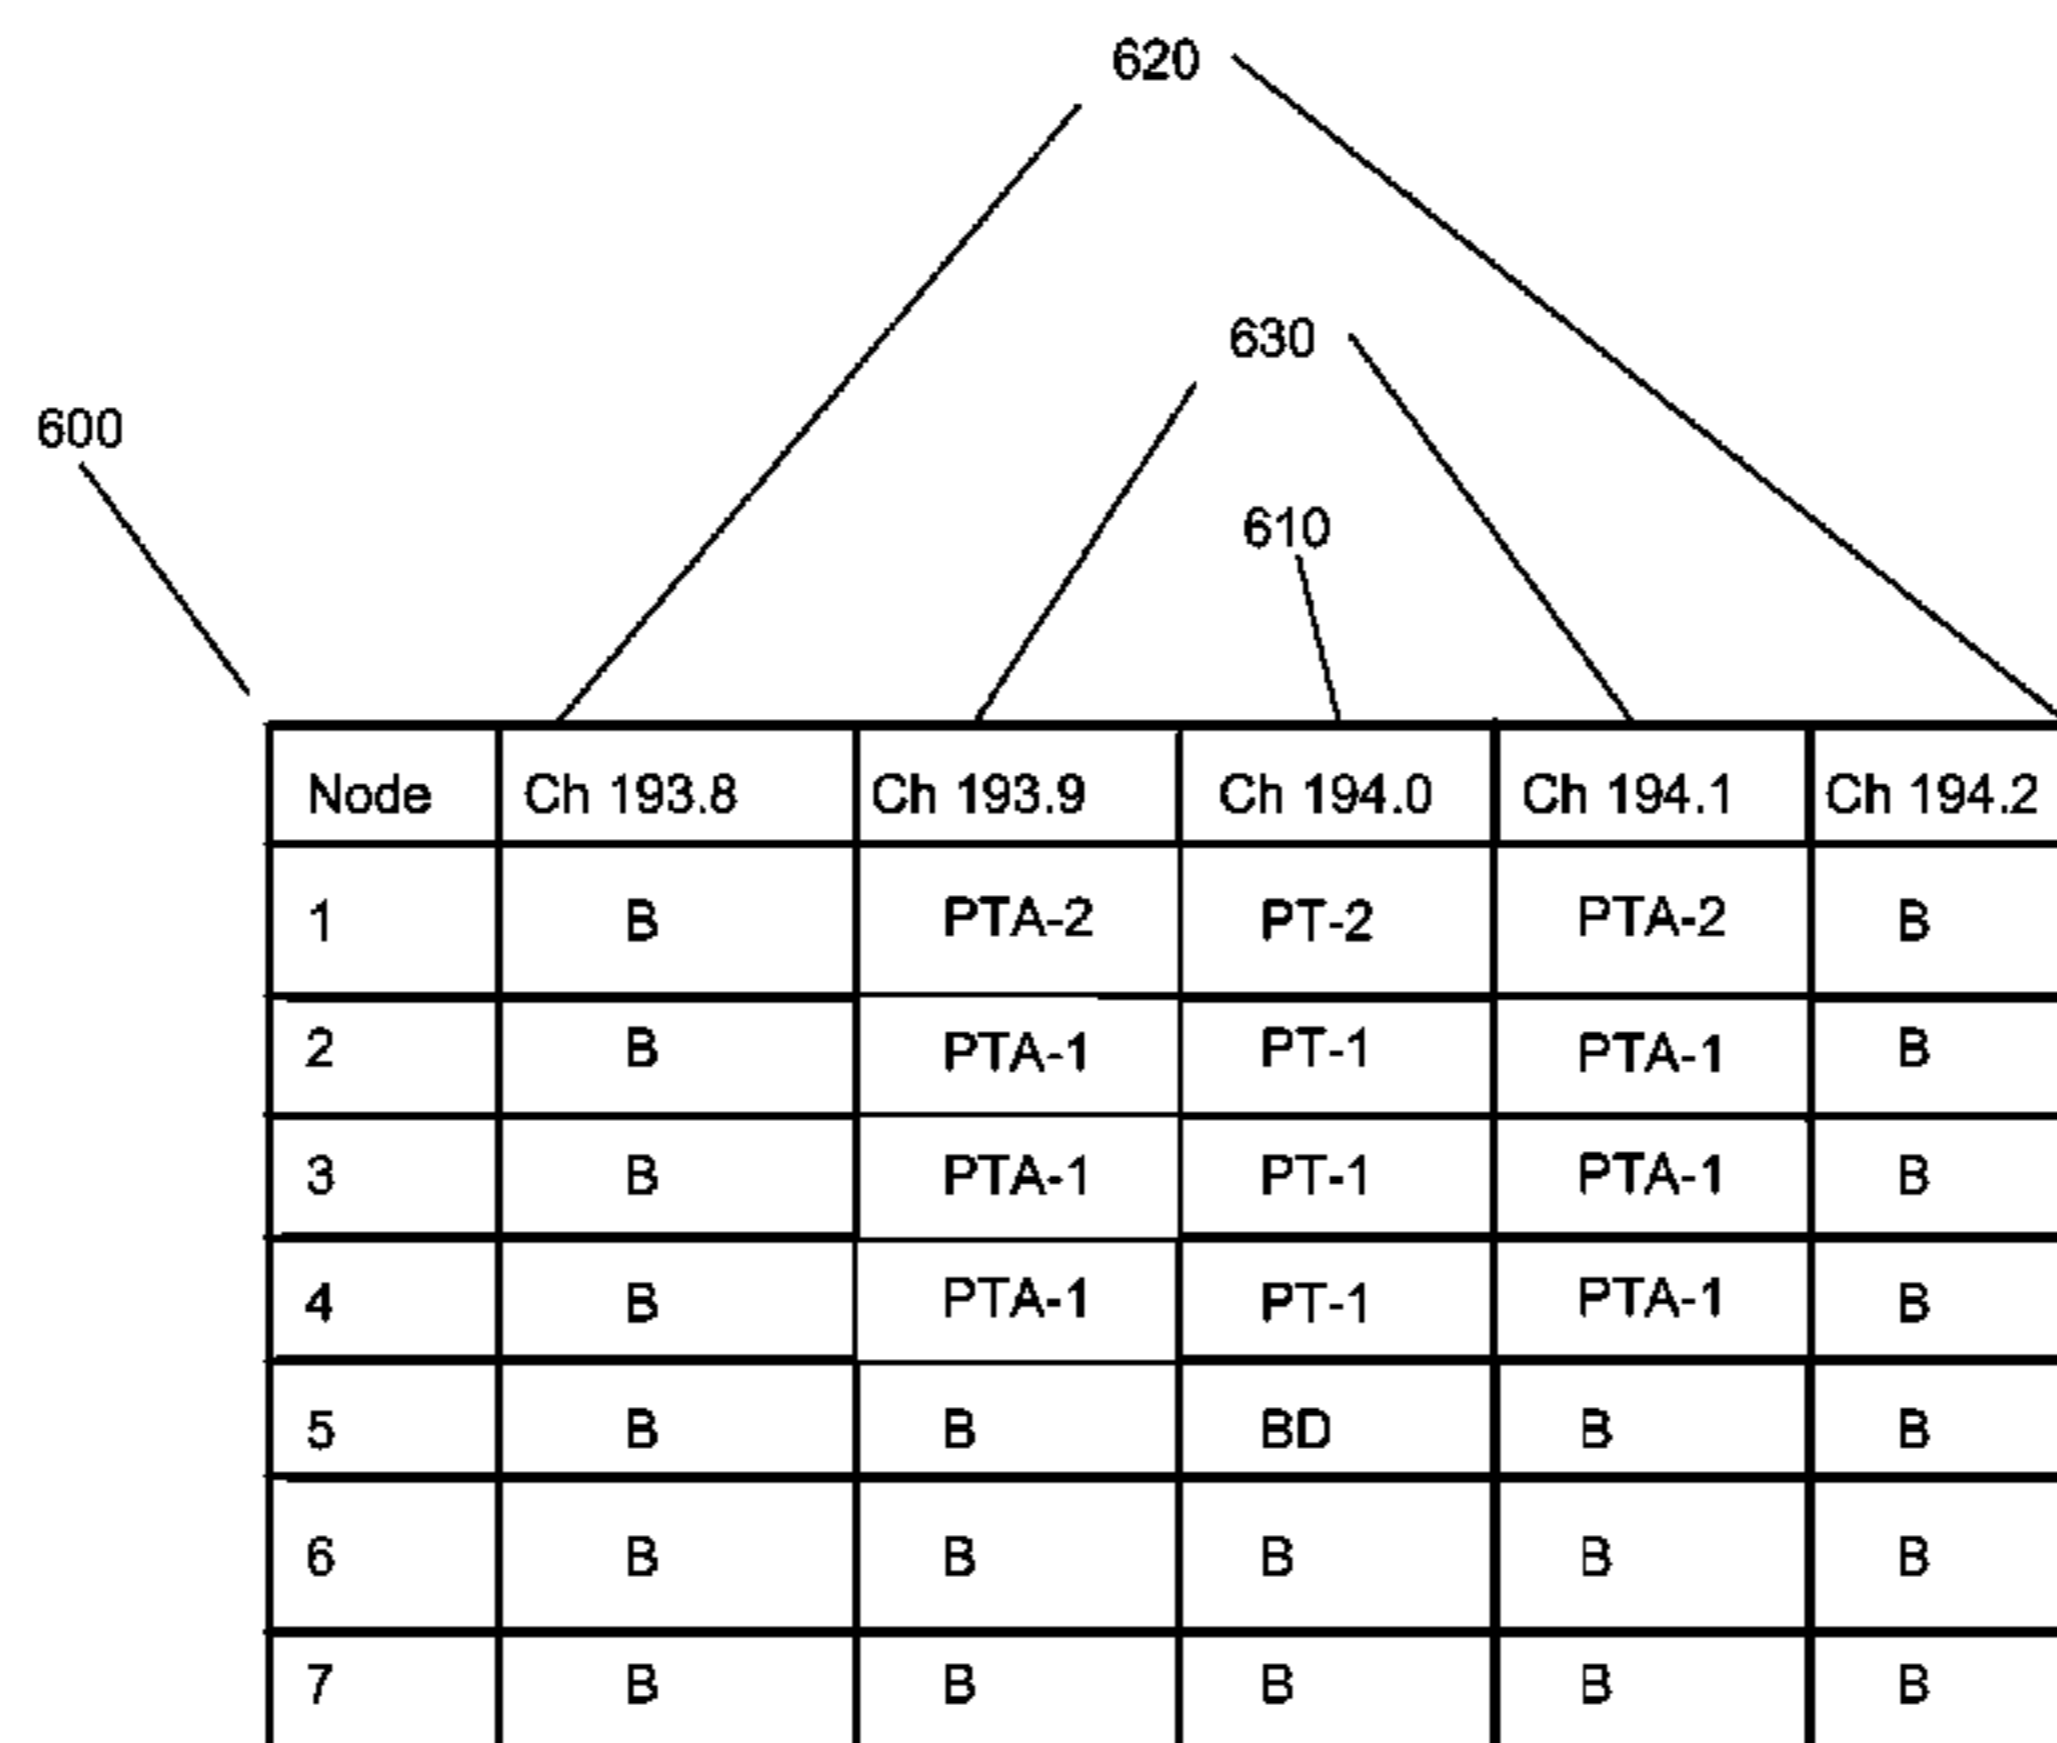 620
630
600
610
Node Ch 193.8 Ch 193.9 Ch 194.0 Ch 194.1 Ch 194.2
1 B PTA-2 PT-2 PTA-2 B
2 B PTA-1 PT-1 PTA-1 B
3 B PTA-1 PT-1 PTA-1 B
4 B PTA-1 PT-1 PTA-1 B
5 B B BD B B
6 B B B B B
7 B B B B B